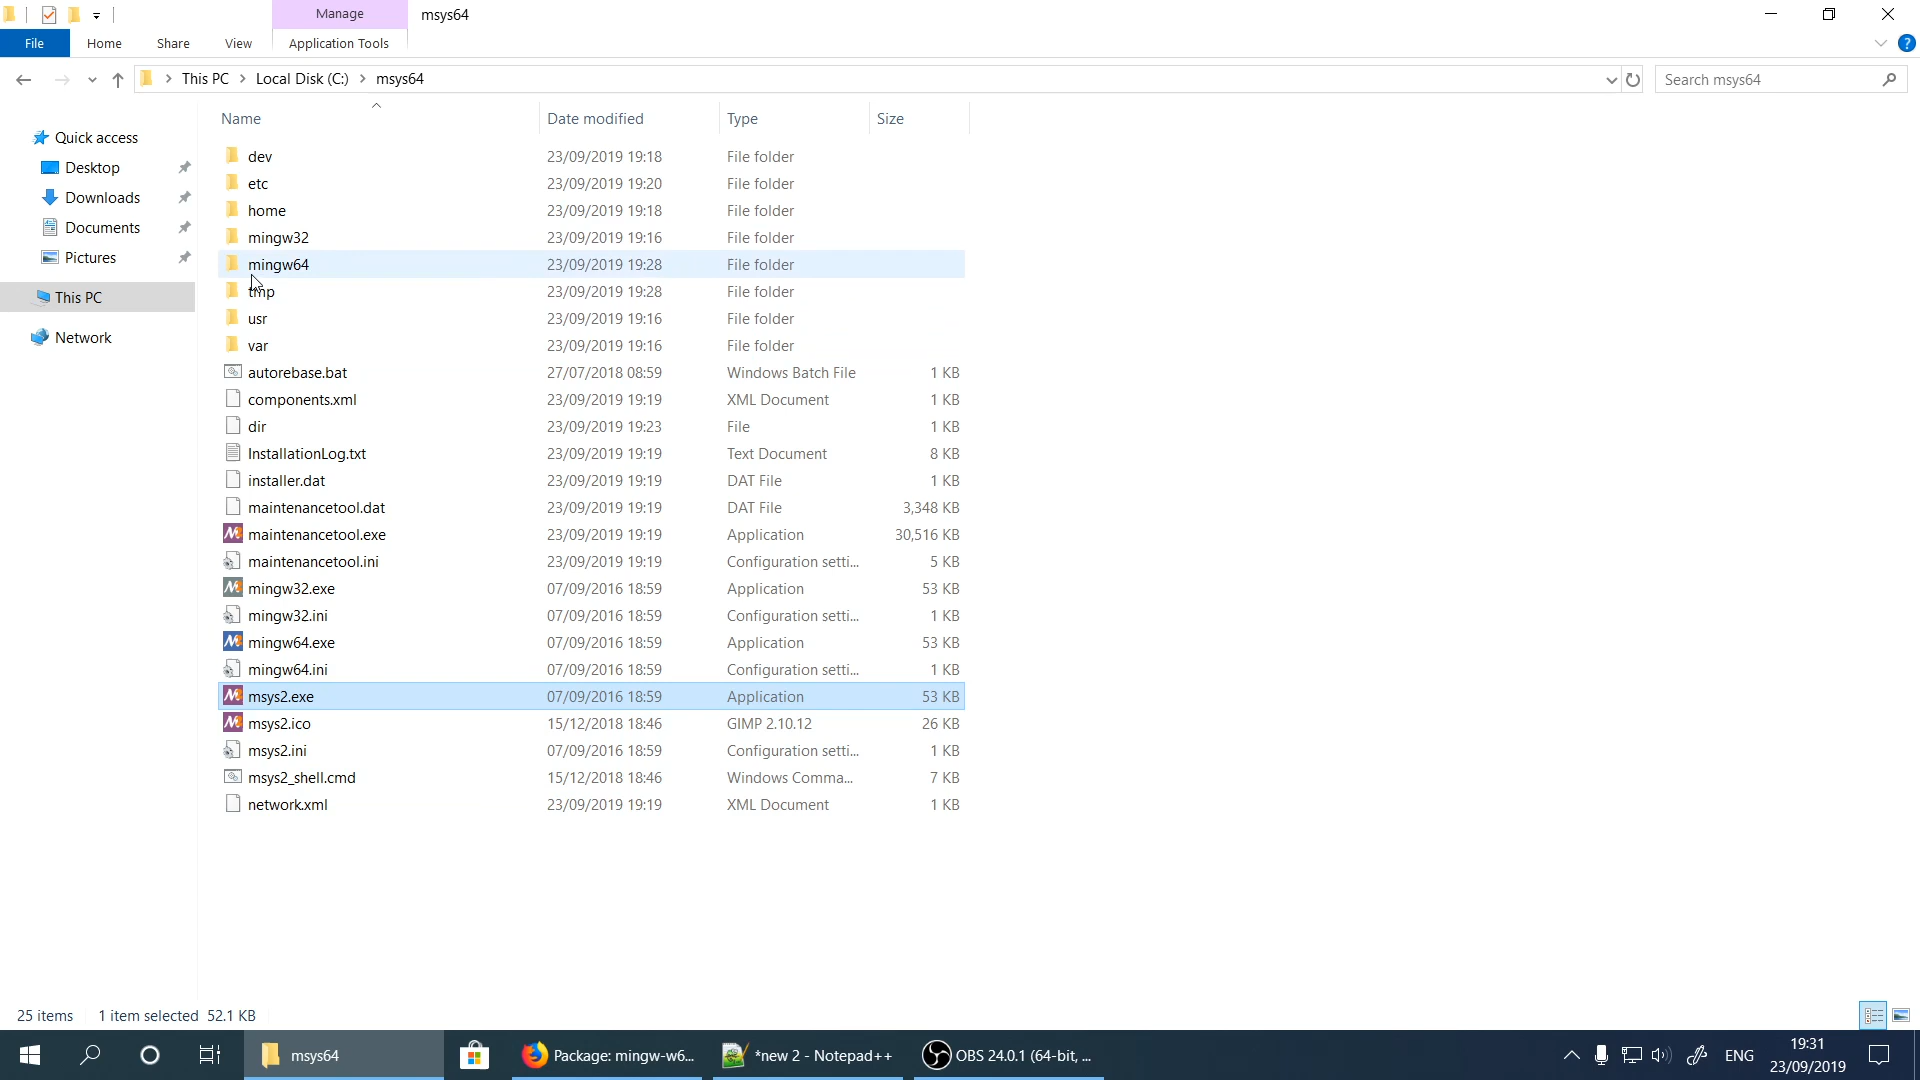 Manage
msys64
File
Home
Share
View
Application Tools
This PC
Local Disk (C:)
msys64
Search msys64
Name
Date modified
Type
Size
Quick access
Desktop
Downloads
Documents
Pictures
This PC
Network
dev 23/09/2019 19:18 File folder
etc 23/09/2019 19:20 File folder
home 23/09/2019 19:18 File folder
mingw32 23/09/2019 19:16 File folder
mingw64 23/09/2019 19:28 File folder
tmp 23/09/2019 19:28 File folder
usr 23/09/2019 19:16 File folder
var 23/09/2019 19:16 File folder
autorebase.bat 27/07/2018 08:59 Windows Batch File 1 KB
components.xml 23/09/2019 19:19 XML Document 1 KB
dir 23/09/2019 19:23 File 1 KB
InstallationLog.txt 23/09/2019 19:19 Text Document 8 KB
installer.dat 23/09/2019 19:19 DAT File 1 KB
maintenancetool.dat 23/09/2019 19:19 DAT File 3,348 KB
maintenancetool.exe 23/09/2019 19:19 Application 30,516 KB
maintenancetool.ini 23/09/2019 19:19 Configuration setti... 5 KB
mingw32.exe 07/09/2016 18:59 Application 53 KB
mingw32.ini 07/09/2016 18:59 Configuration setti... 1 KB
mingw64.exe 07/09/2016 18:59 Application 53 KB
mingw64.ini 07/09/2016 18:59 Configuration setti... 1 KB
msys2.exe 07/09/2016 18:59 Application 53 KB
msys2.ico 15/12/2018 18:46 GIMP 2.10.12 26 KB
msys2.ini 07/09/2016 18:59 Configuration setti... 1 KB
msys2_shell.cmd 15/12/2018 18:46 Windows Comma... 7 KB
network.xml 23/09/2019 19:19 XML Document 1 KB
25 items 1 item selected 52.1 KB
msys64
Package: mingw-w6...
*new 2 - Notepad++
OBS 24.0.1 (64-bit, ...
ENG
19:31
23/09/2019